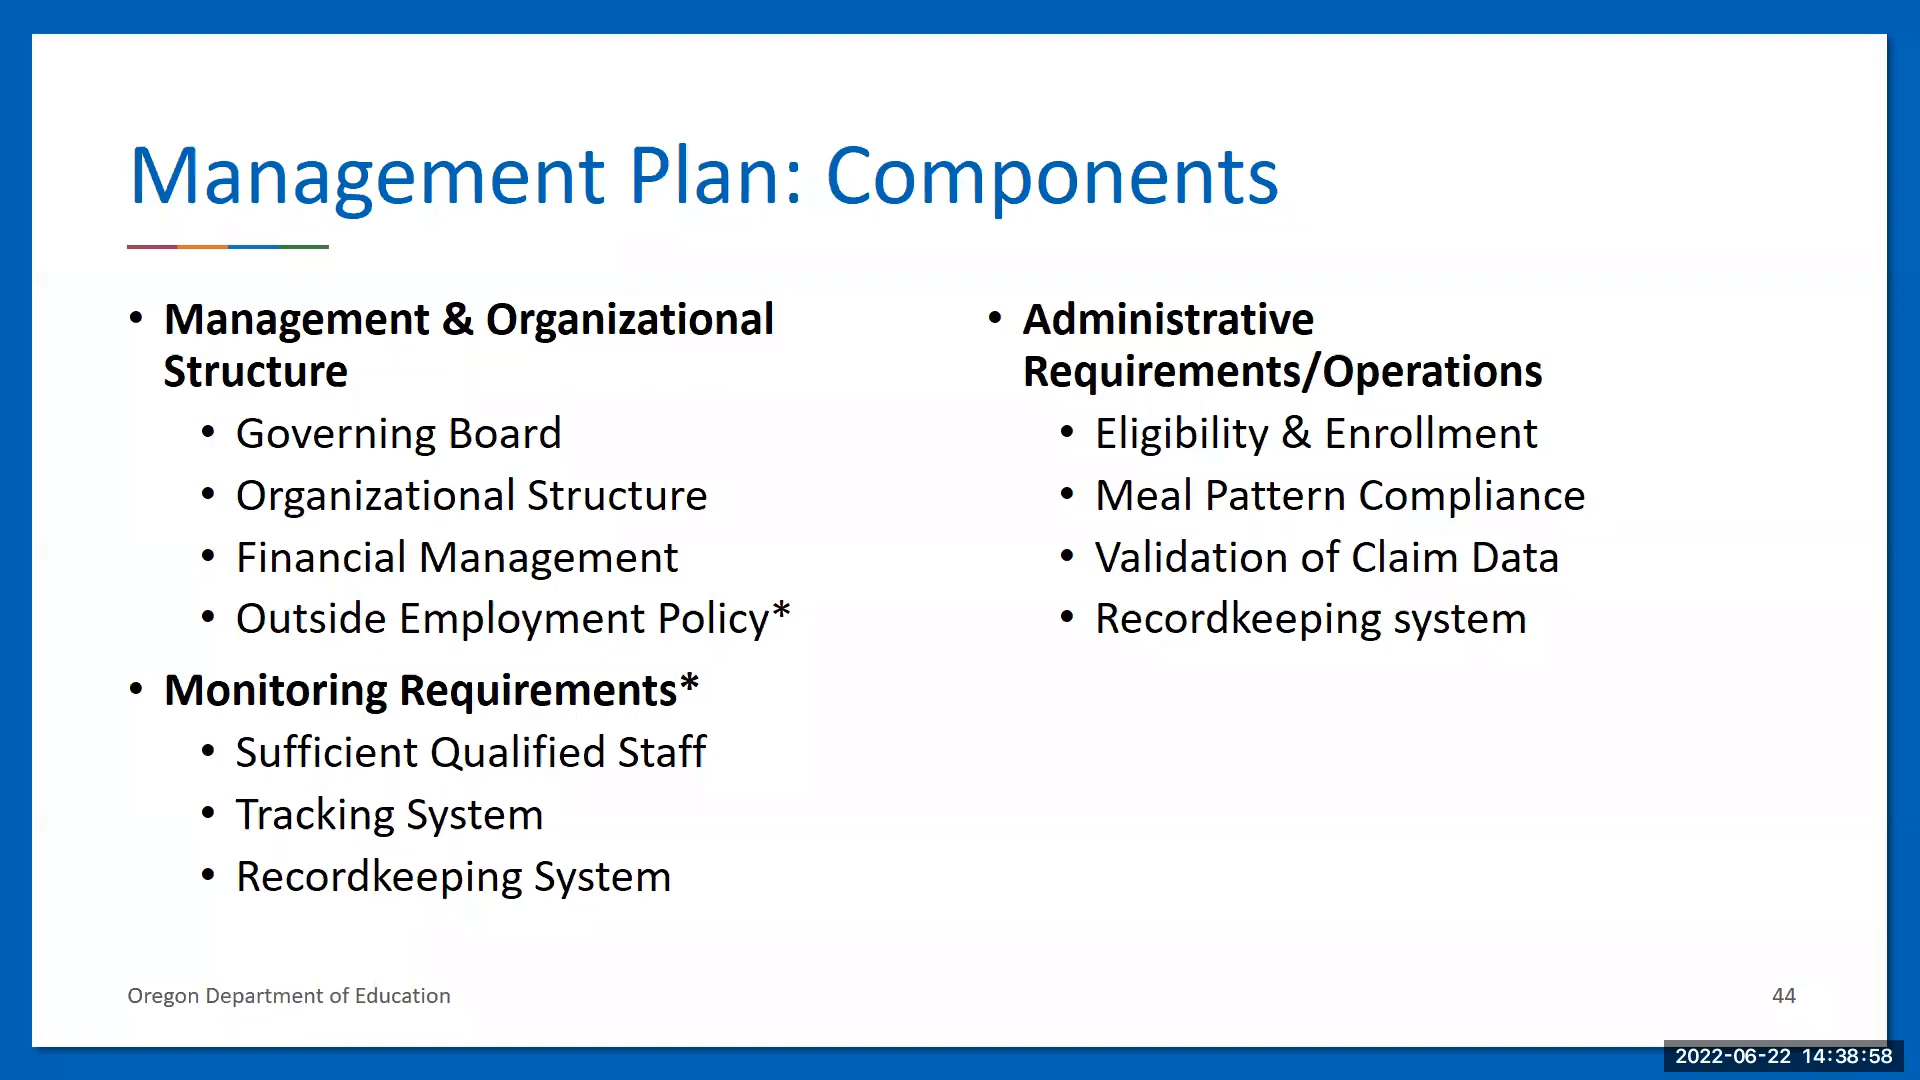 Management Plan: Components
• Management & Organizational
Structure
• Governing Board
• Organizational Structure
• Financial Management
• Outside Employment Policy*
• Monitoring Requirements*
• Sufficient Qualified Staff
• Tracking System
• Recordkeeping System
• Administrative
Requirements/Operations
• Eligibility & Enrollment
• Meal Pattern Compliance
• Validation of Claim Data
• Recordkeeping system
Oregon Department of Education
44
2022-06-22 14:38:58